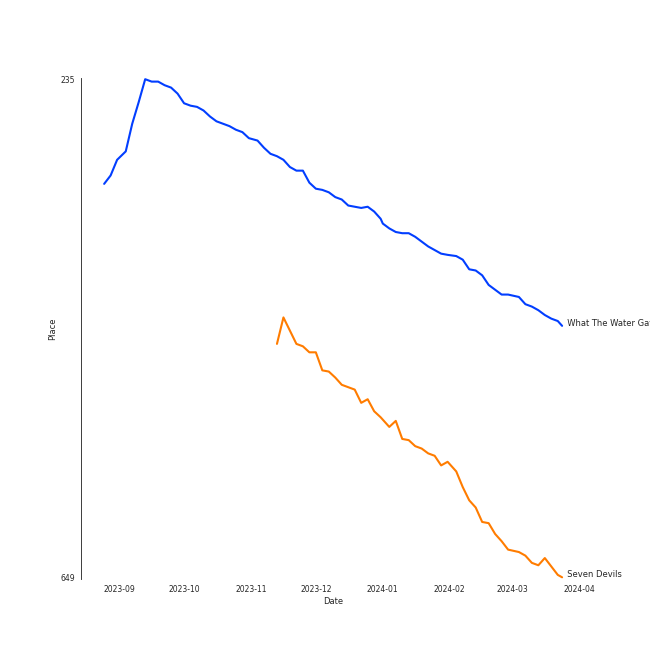 235
What The Water Ga
Place
Seven Devils
649
2023-09 2023-10 2023-11 2023-12 2024-01 2024-02 2024-03 2024-04
Date